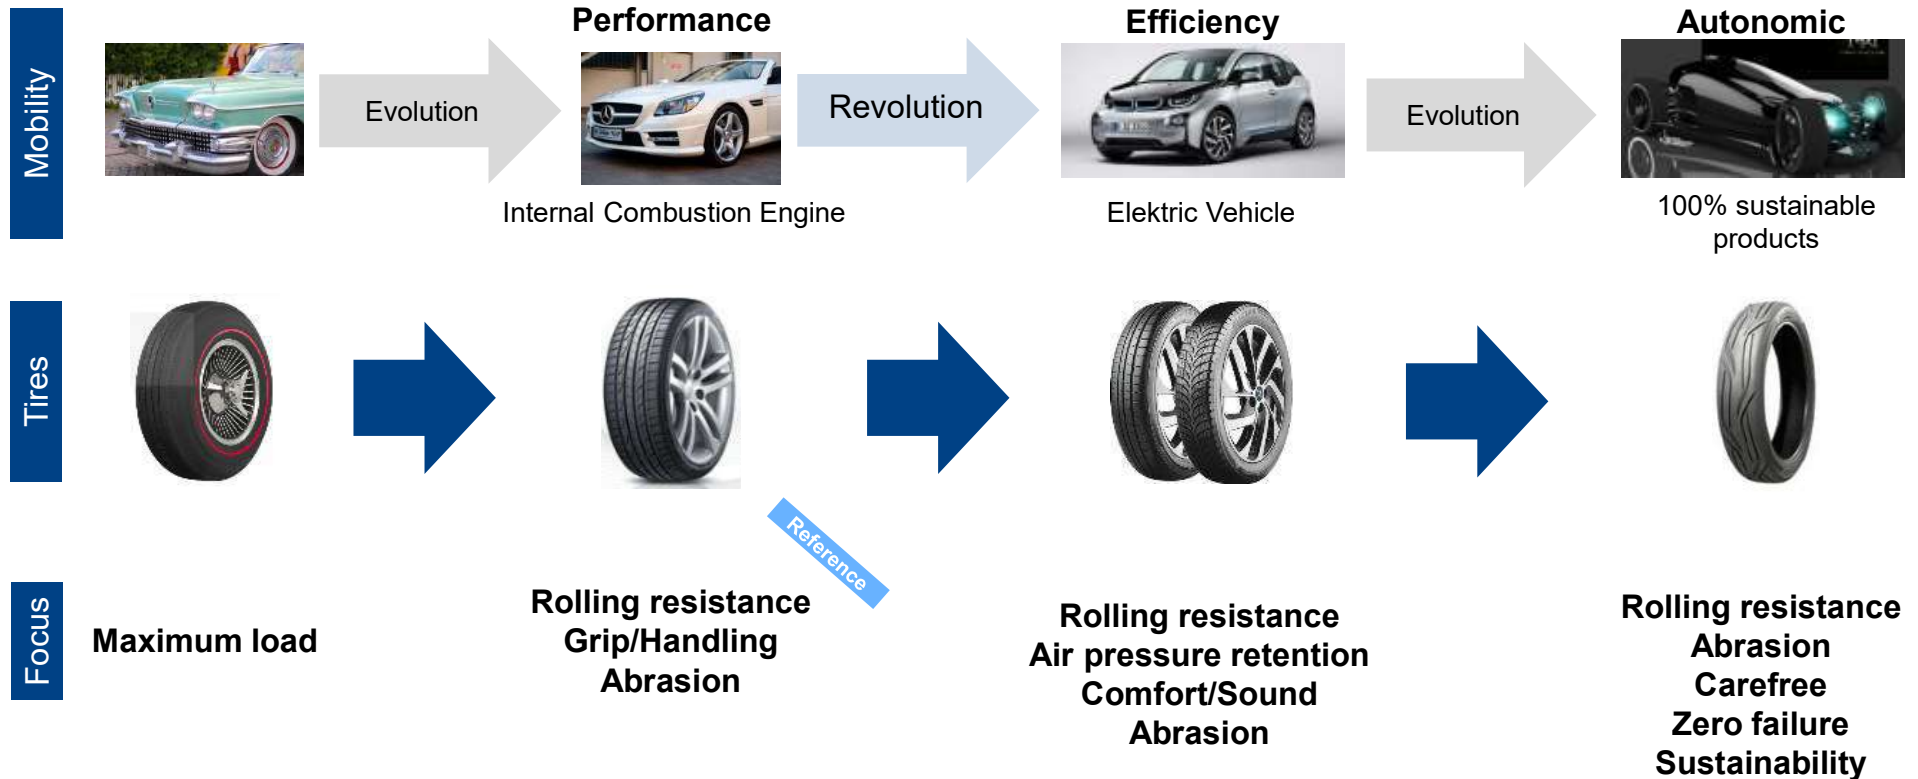 Performance
Efficiency
Autonomic
Mobility
Evolution
Revolution
Evolution
Internal Combustion Engine
Elektric Vehicle
100% sustainable
products
Tires
Reference
Focus
Maximum load
Rolling resistance
Grip/Handling
Abrasion
Rolling resistance
Air pressure retention
Comfort/Sound
Abrasion
Rolling resistance
Abrasion
Carefree
Zero failure
Sustainability